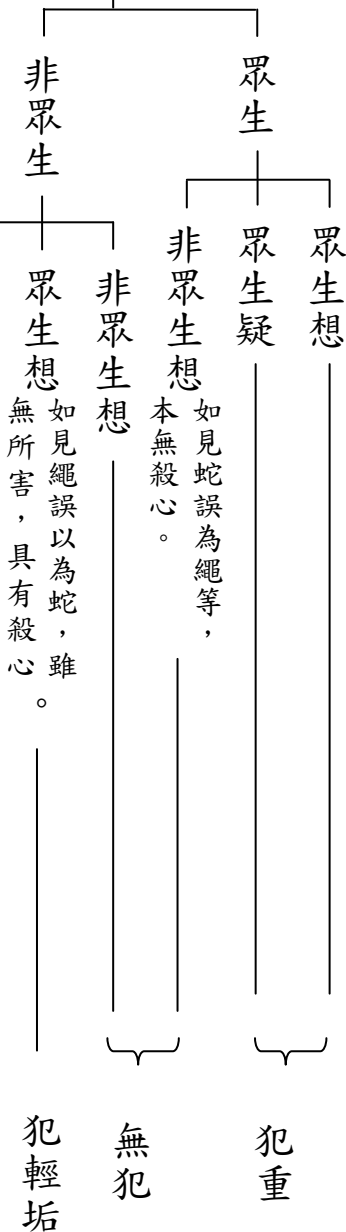 眾生
眾生想
眾生疑
非眾生想
如見蛇誤為繩等，
本無殺心。
非眾生
非眾生想
眾生想
如見繩誤以為蛇，雖
無所害，具有殺心。
犯重
無犯
犯輕垢